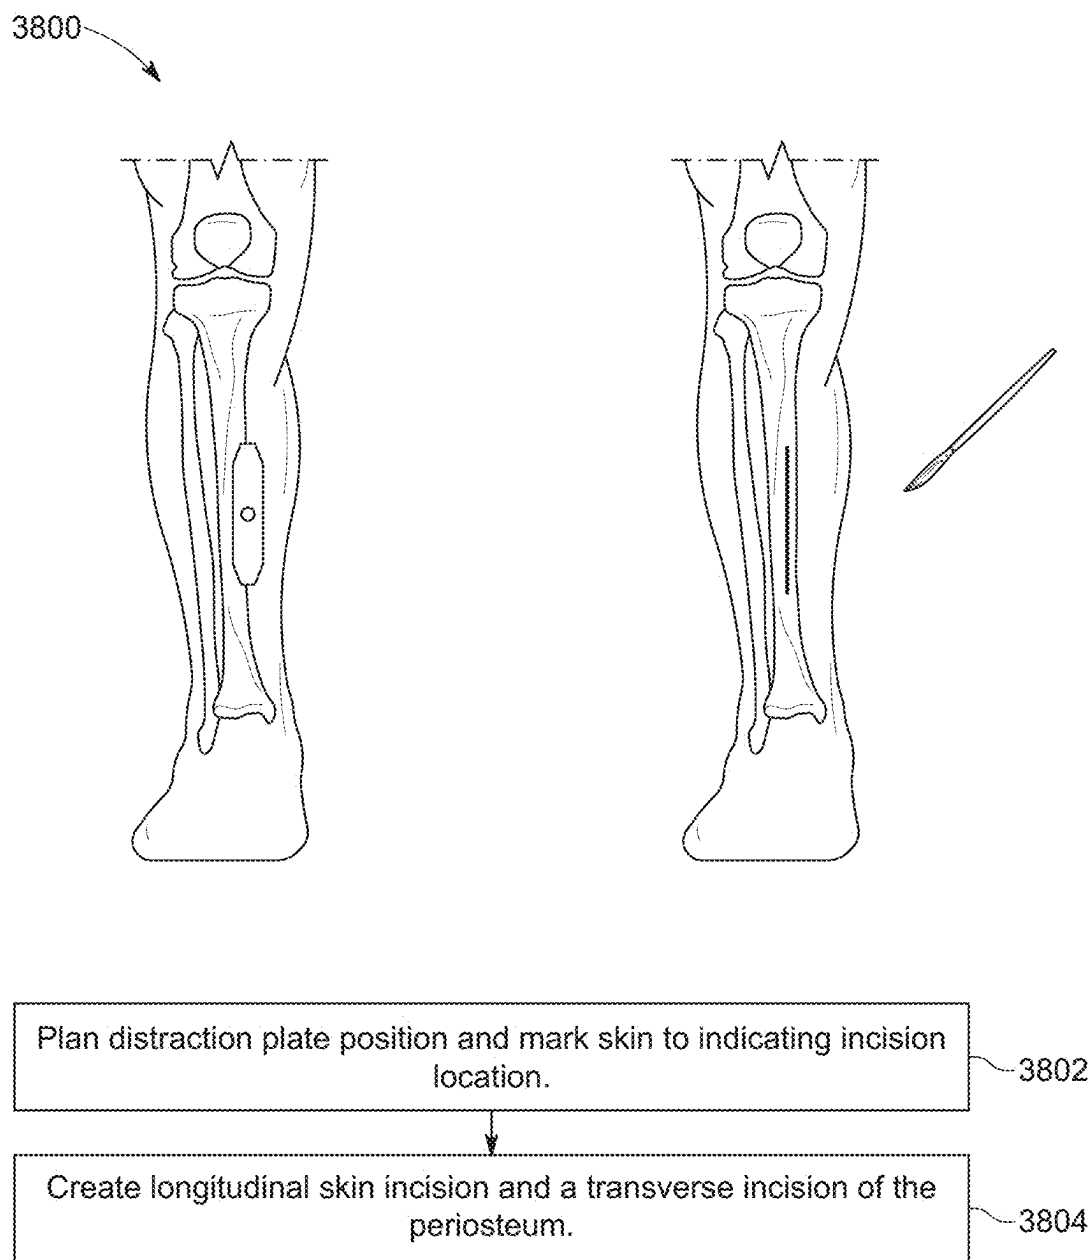 3800
Plan distraction plate position and mark skin to indicating incision
location.
3802
Create longitudinal skin incision and a transverse incision of the
periosteum.
3804